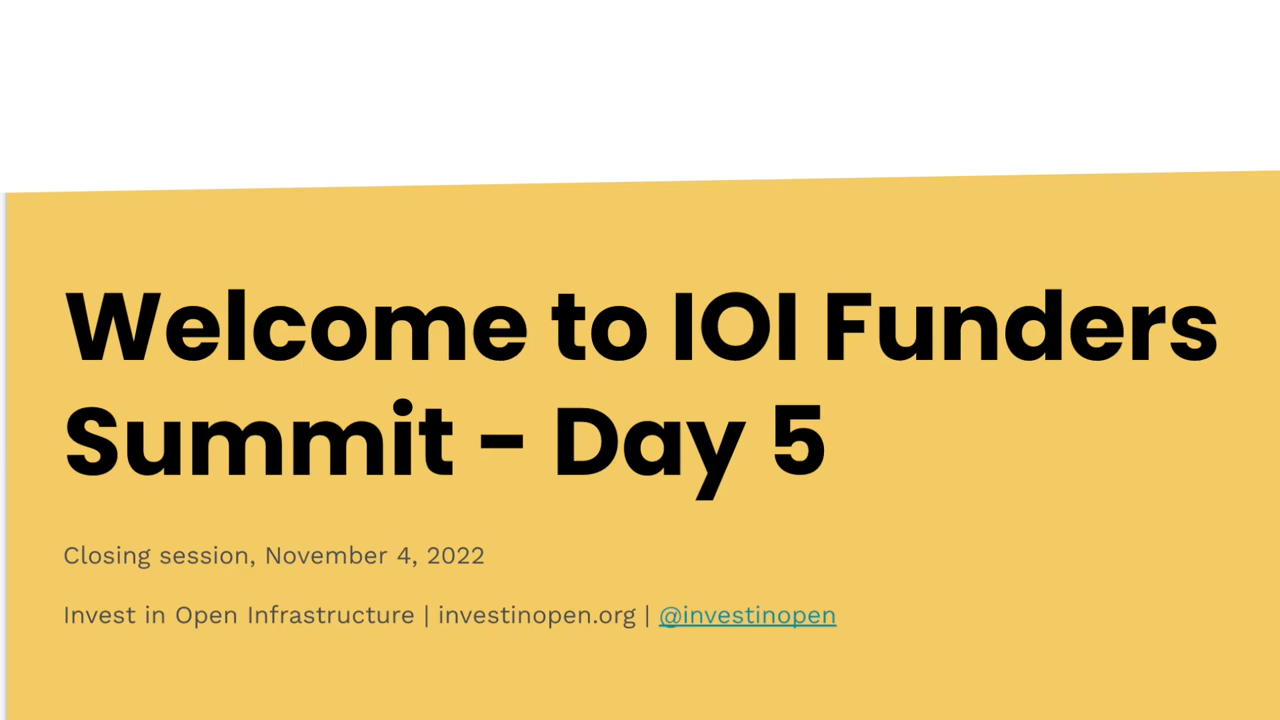 Welcome to IOI Funders
Summit - Day 5
Closing session, November 4, 2022
Invest in Open Infrastructure | investinopen.org | @investinopen